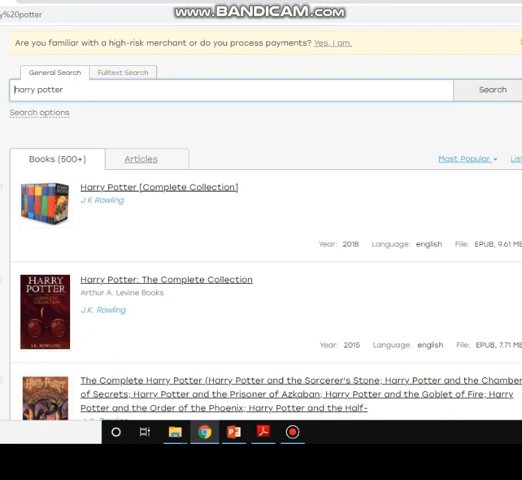 y%20potter
www.BANDICAM.com
Are you familiar with a high-risk merchant or do you process payments? Yes, I am.
General Search Fulltext Search
harry potter Search
Search options
Books (500+) Articles Most Popular Lis
Harry Potter [Complete Collection]
J K Rowling
Year: 2018 Language: english File: EPUB, 9.61 MB
HARRY
POTTER
J.K. ROWLING
Harry Potter: The Complete Collection
Arthur A. Levine Books
J.K. Rowling
Year: 2015 Language: english File: EPUB, 7.71 MB
The Complete Harry Potter (Harry Potter and the Sorcerer's Stone; Harry Potter and the Chamber
of Secrets; Harry Potter and the Prisoner of Azkaban; Harry Potter and the Goblet of Fire; Harry
Potter and the Order of the Phoenix; Harry Potter and the Half-